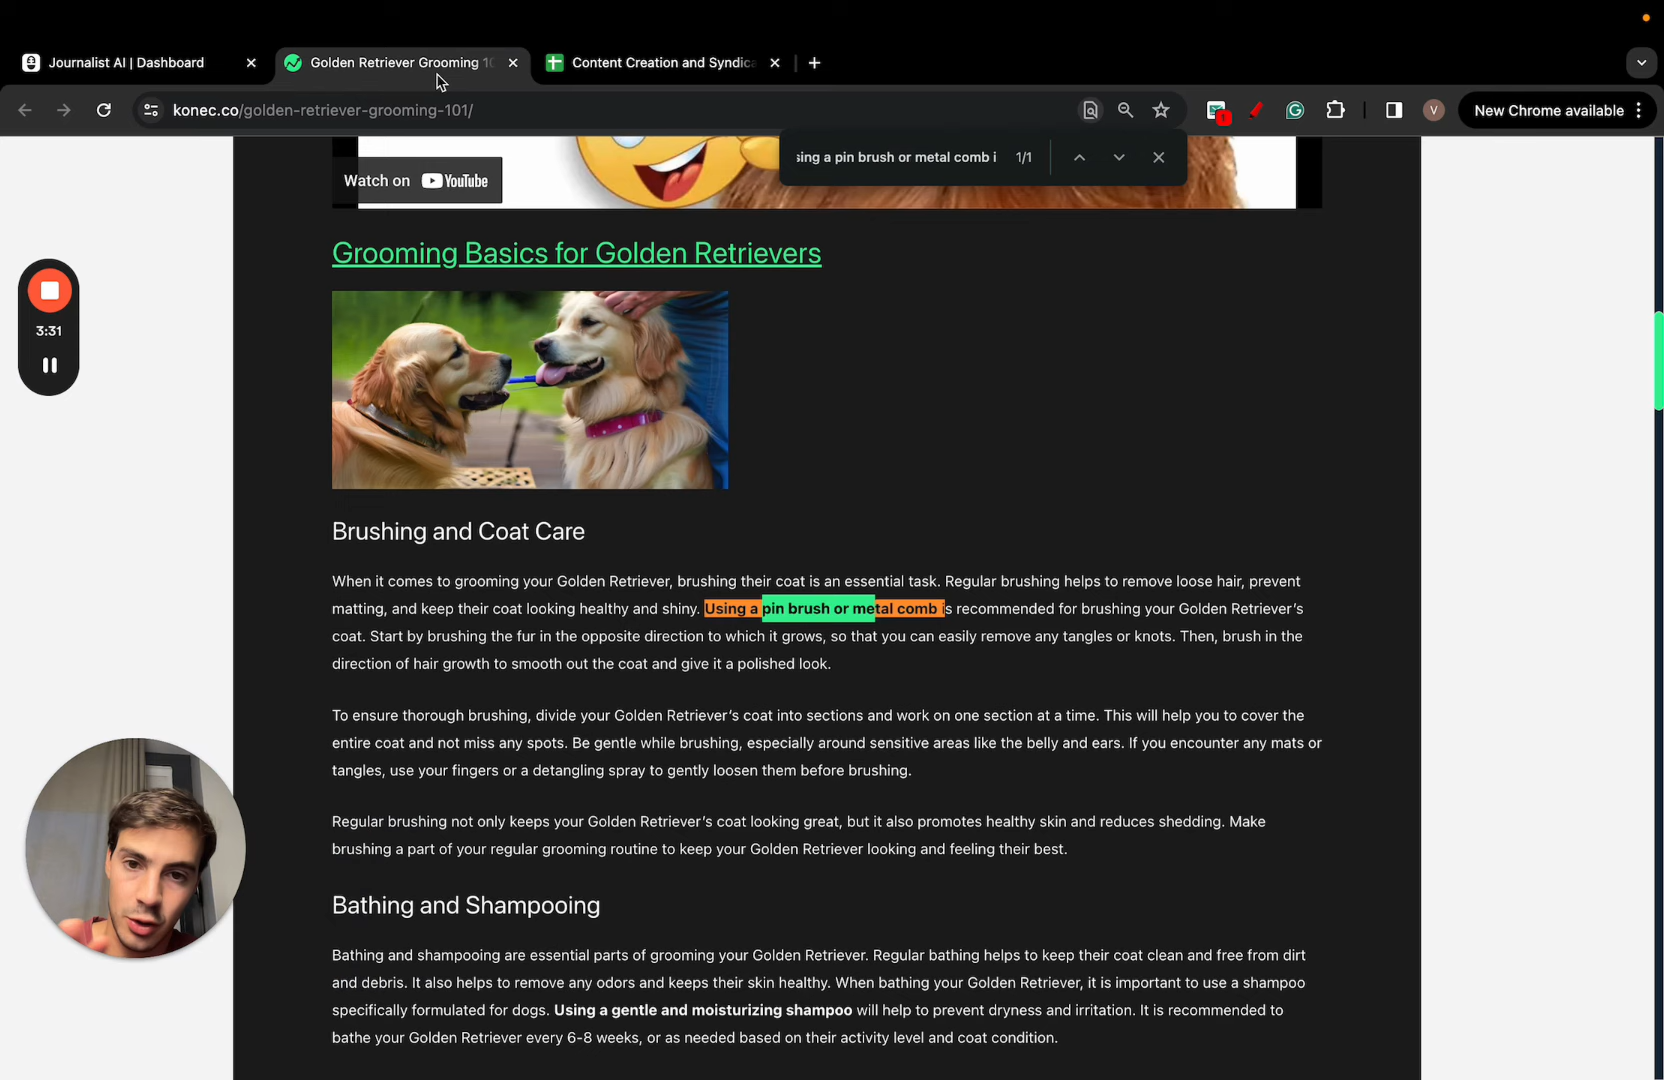 Journalist AI | Dashboard
Golden Retriever Grooming 10
Content Creation and Syndica
konec.co/golden-retriever-grooming-101/
1
V
New Chrome available
sing a pin brush or metal comb i
1/1
Watch on YouTube
Grooming Basics for Golden Retrievers
3:31
Brushing and Coat Care
When it comes to grooming your Golden Retriever, brushing their coat is an essential task. Regular brushing helps to remove loose hair, prevent
matting, and keep their coat looking healthy and shiny. Using a pin brush or metal comb is recommended for brushing your Golden Retriever's
coat. Start by brushing the fur in the opposite direction to which it grows, so that you can easily remove any tangles or knots. Then, brush in the
direction of hair growth to smooth out the coat and give it a polished look.
To ensure thorough brushing, divide your Golden Retriever's coat into sections and work on one section at a time. This will help you to cover the
entire coat and not miss any spots. Be gentle while brushing, especially around sensitive areas like the belly and ears. If you encounter any mats or
tangles, use your fingers or a detangling spray to gently loosen them before brushing.
Regular brushing not only keeps your Golden Retriever's coat looking great, but it also promotes healthy skin and reduces shedding. Make
brushing a part of your regular grooming routine to keep your Golden Retriever looking and feeling their best.
Bathing and Shampooing
Bathing and shampooing are essential parts of grooming your Golden Retriever. Regular bathing helps to keep their coat clean and free from dirt
and debris. It also helps to remove any odors and keeps their skin healthy. When bathing your Golden Retriever, it is important to use a shampoo
specifically formulated for dogs. Using a gentle and moisturizing shampoo will help to prevent dryness and irritation. It is recommended to
bathe your Golden Retriever every 6-8 weeks, or as needed based on their activity level and coat condition.